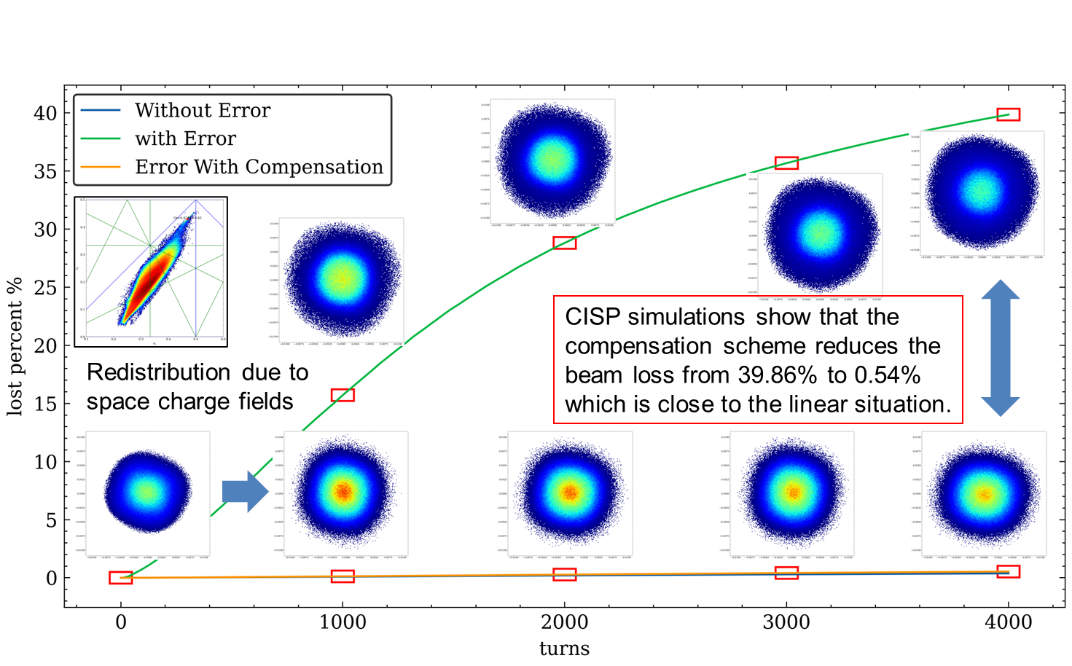 Without Error
with Error
Error With Compensation
40
35
30
25
20
15
10
5
0
lost percent %
Redistribution due to
space charge fields
CISP simulations show that the
compensation scheme reduces the
beam loss from 39.86% to 0.54%
which is close to the linear situation.
0
1000
2000
3000
4000
turns